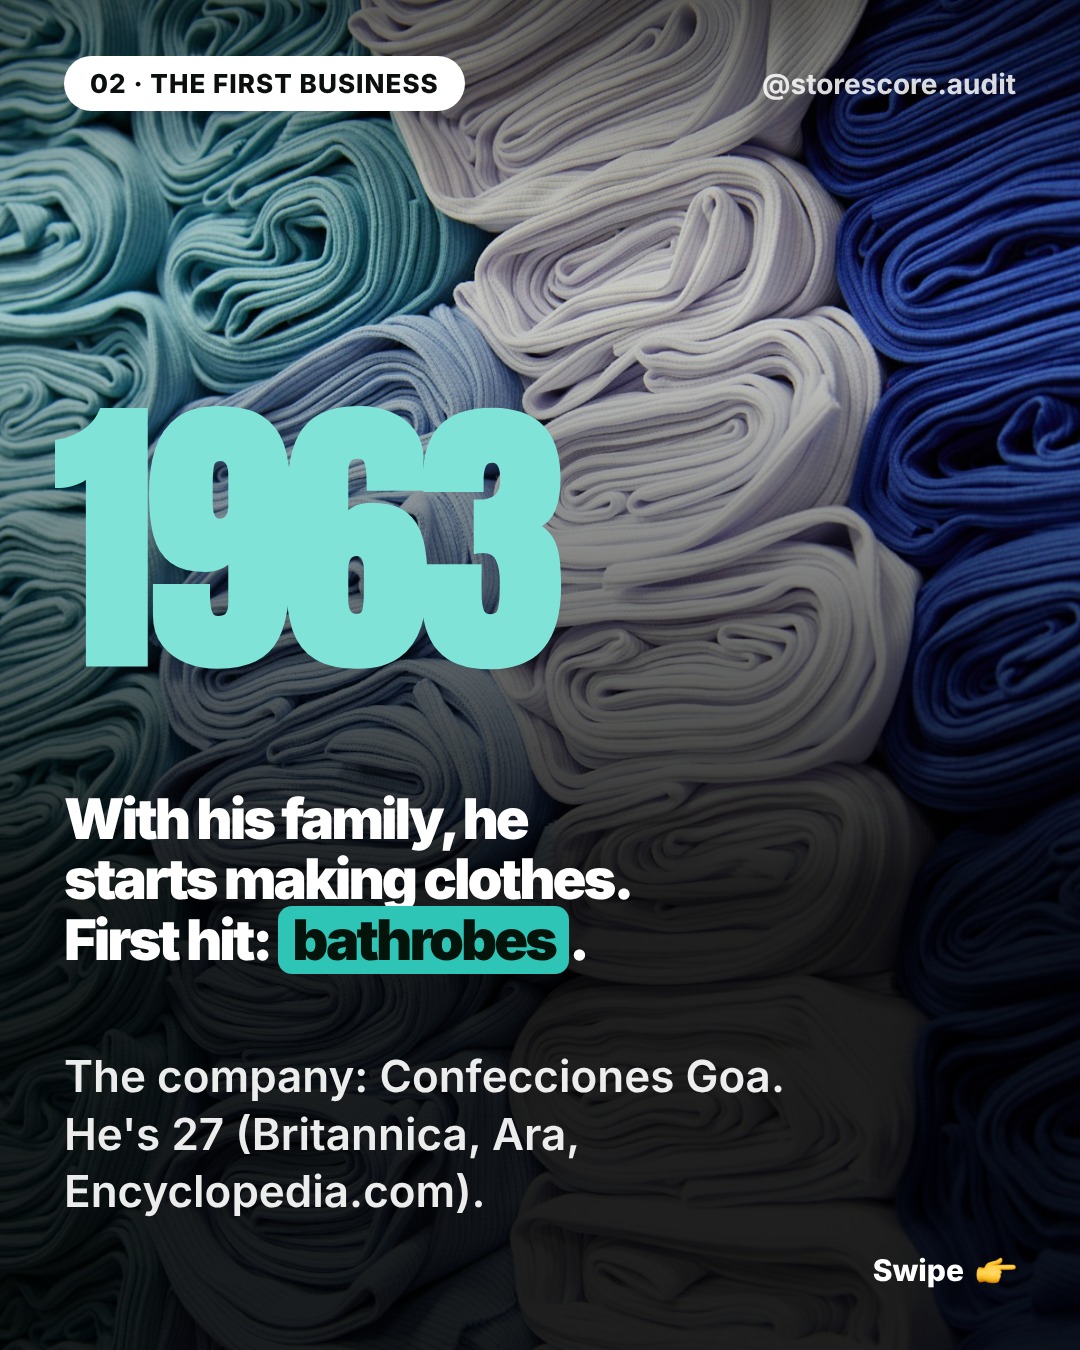 02 · THE FIRST BUSINESS
@storescore.audit
1963
With his family, he
starts making clothes.
First hit: bathrobes.
The company: Confecciones Goa.
He's 27 (Britannica, Ara,
Encyclopedia.com).
Swipe 👉